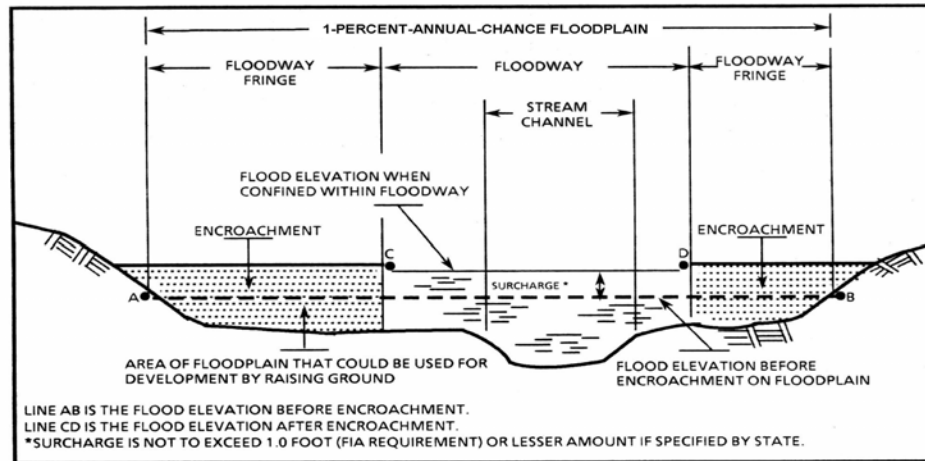 1-PERCENT-ANNUAL-CHANCE FLOODPLAIN
FLOODWAY
FRINGE
FLOODWAY
FLOODWAY
FRINGE
STREAM
CHANNEL
FLOOD ELEVATION WHEN
CONFINED WITHIN FLOODWAY
ENCROACHMENT
ENCROACHMENT
C
D
SURCHARGE *
A
B
AREA OF FLOODPLAIN THAT COULD BE USED FOR
DEVELOPMENT BY RAISING GROUND
FLOOD ELEVATION BEFORE
ENCROACHMENT ON FLOODPLAIN
LINE AB IS THE FLOOD ELEVATION BEFORE ENCROACHMENT.
LINE CD IS THE FLOOD ELEVATION AFTER ENCROACHMENT.
*SURCHARGE IS NOT TO EXCEED 1.0 FOOT (FIA REQUIREMENT) OR LESSER AMOUNT IF SPECIFIED BY STATE.